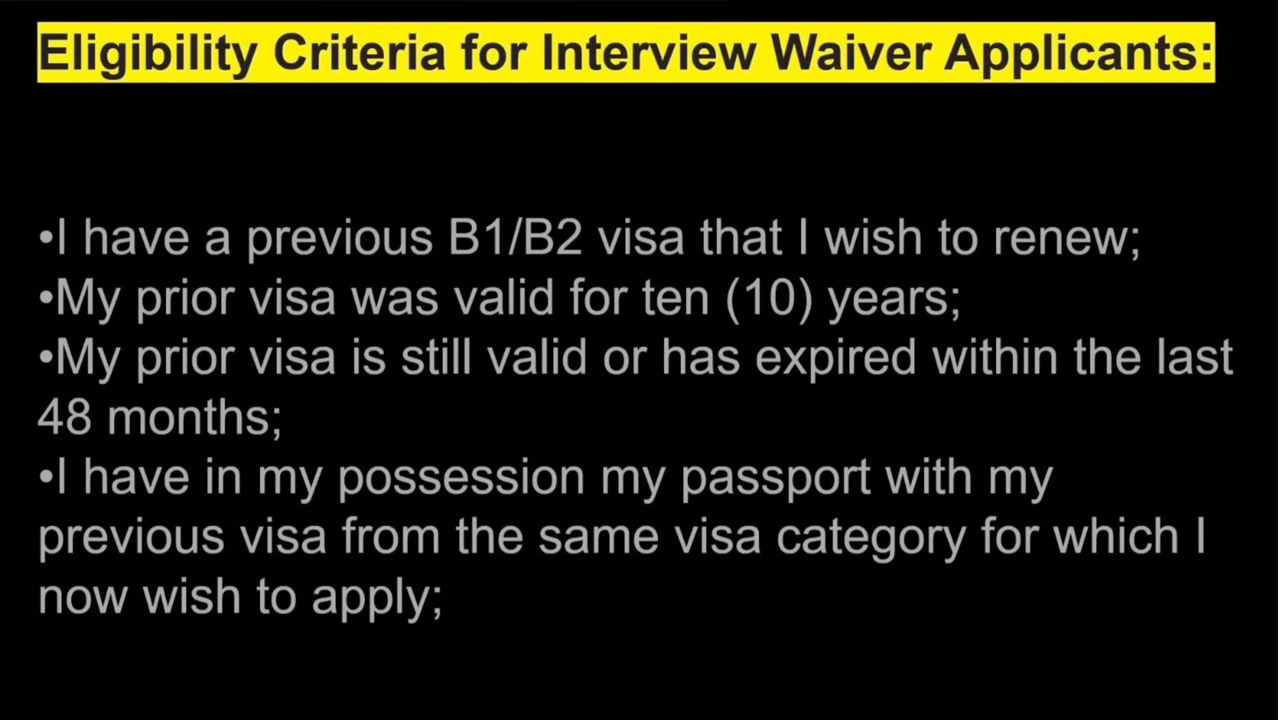 Eligibility Criteria for Interview Waiver Applicants:
•I have a previous B1/B2 visa that I wish to renew;
•My prior visa was valid for ten (10) years;
•My prior visa is still valid or has expired within the last
48 months;
•I have in my possession my passport with my
previous visa from the same visa category for which I
now wish to apply;